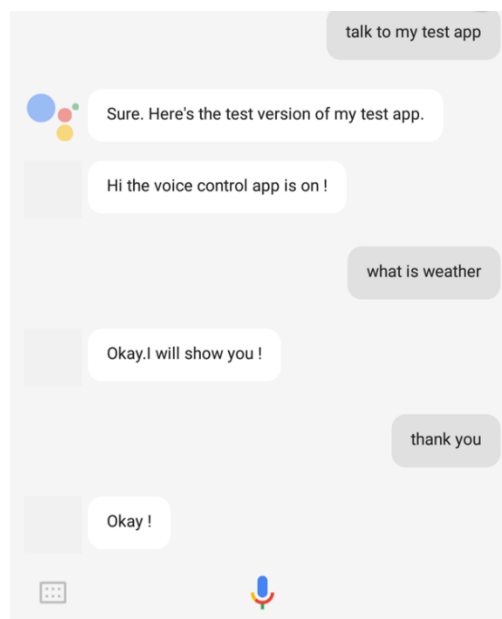 talk to my test app
Sure. Here's the test version of my test app.
Hi the voice control app is on !
what is weather
Okay.I will show you !
thank you
Okay !